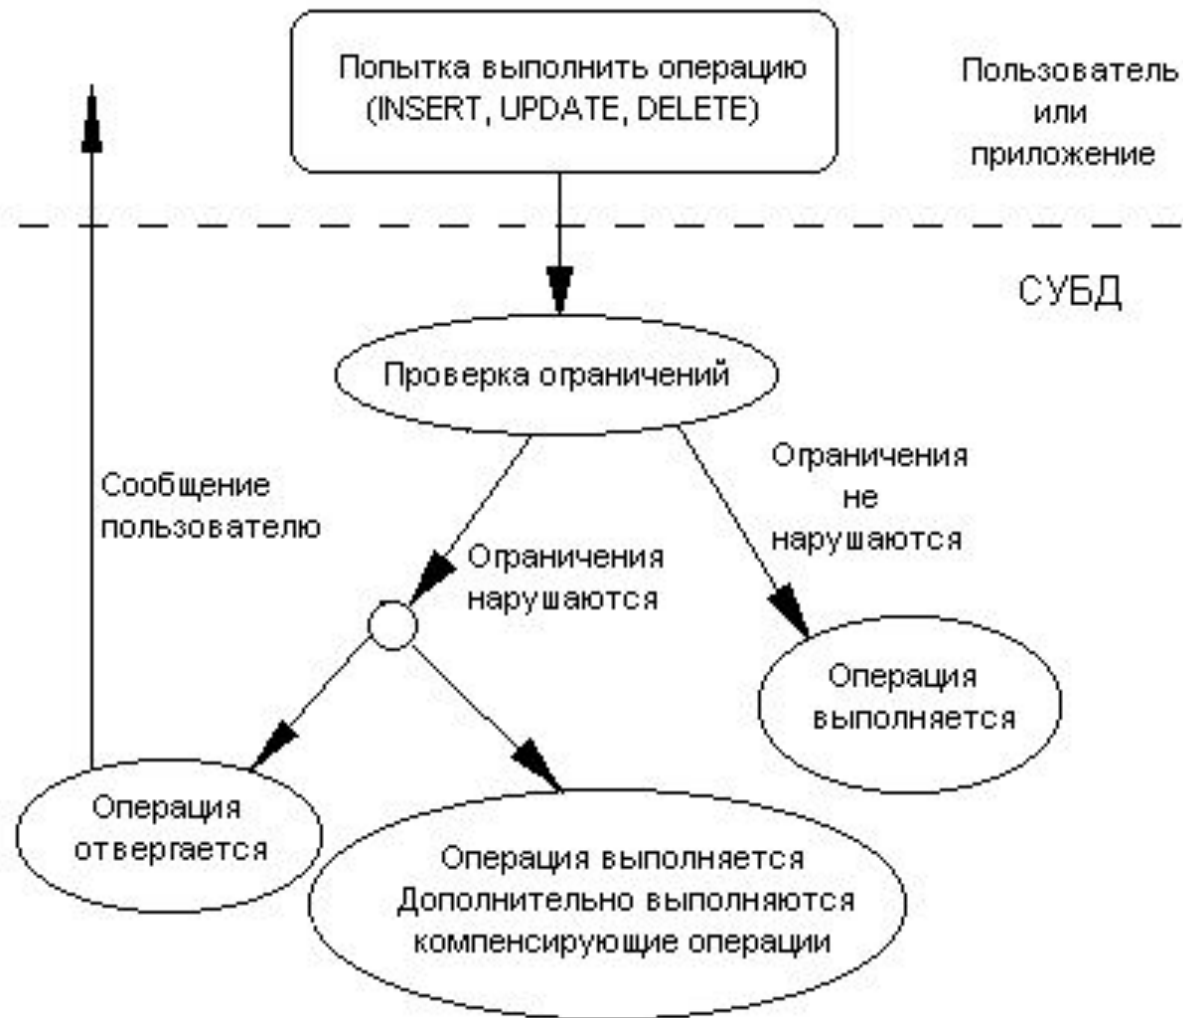 Попытка выполнить операцию
(INSERT, UPDATE, DELETE)
Пользователь
или
приложение
СУБД
Проверка ограничений
Ограничения
не
нарушаются
Сообщение
пользователю
Ограничения
нарушаются
Операция
выполняется
Операция
отвергается
Операция выполняется
Дополнительно выполняются
компенсирующие операции